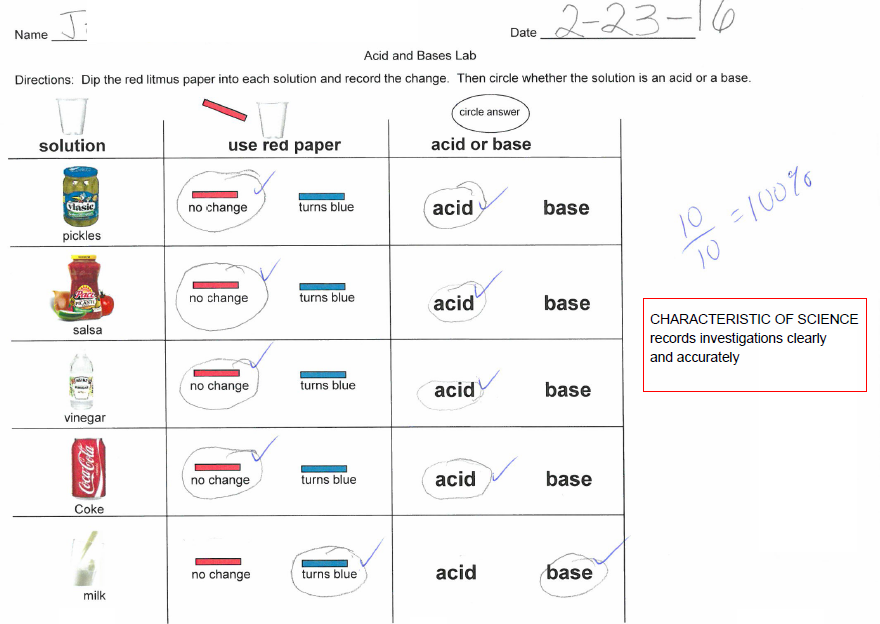 Name J
Date 2-23-16
Acid and Bases Lab
Directions: Dip the red litmus paper into each solution and record the change. Then circle whether the solution is an acid or a base.
circle answer
solution use red paper acid or base
Vlasic
no change turns blue acid base
pickles
Pace
PICANTE
no change turns blue acid base
salsa
HEINZ
no change turns blue acid base
vinegar
Coca-Cola
no change turns blue acid base
Coke
no change turns blue acid base
milk
10/10 = 100%
CHARACTERISTIC OF SCIENCE
records investigations clearly
and accurately